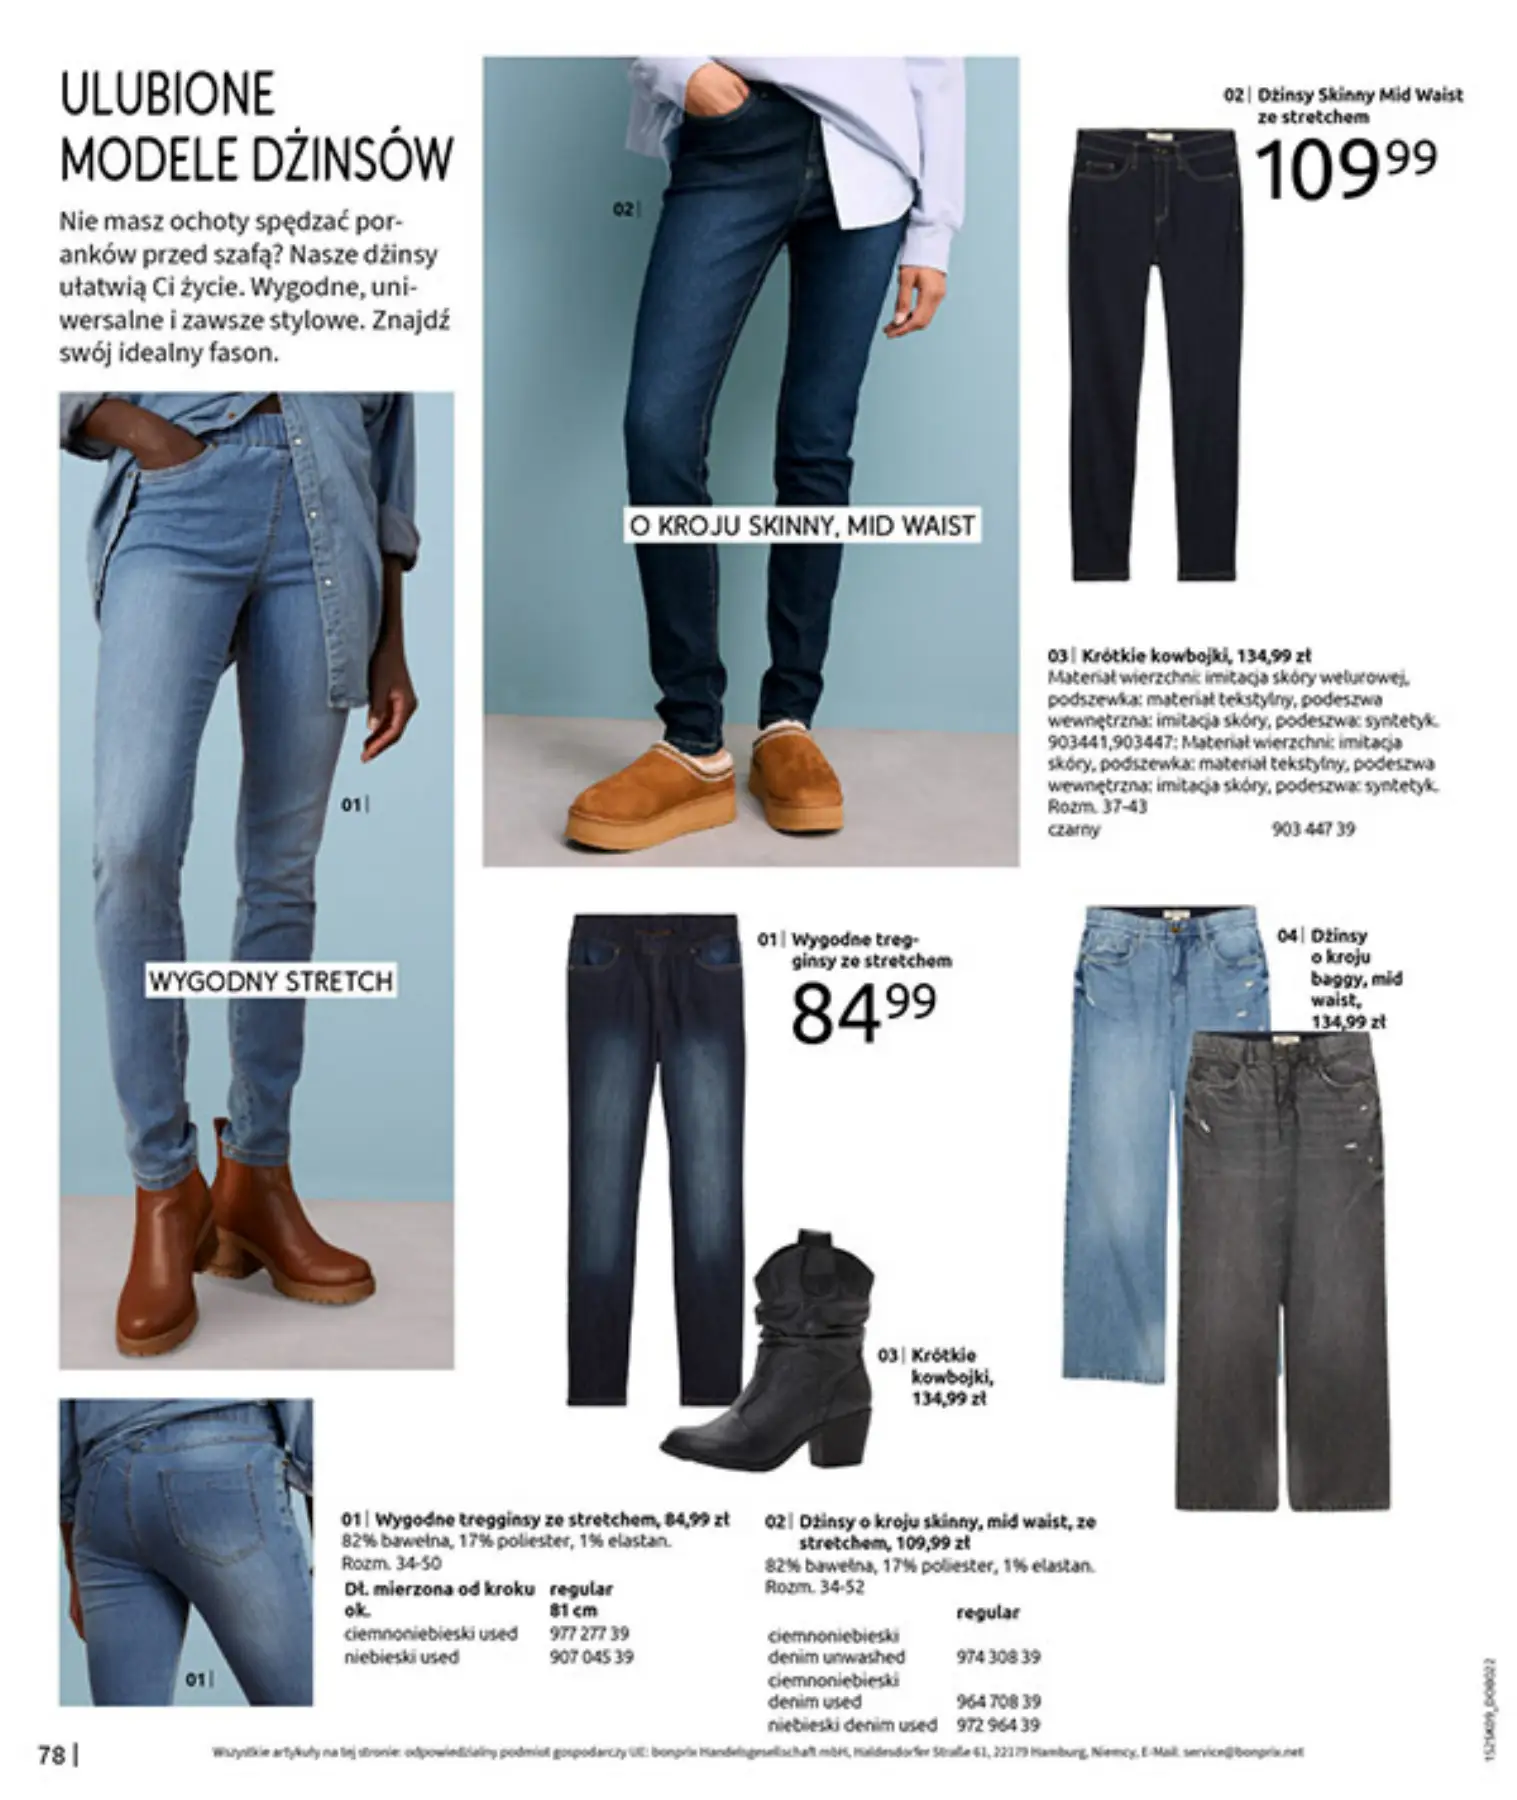 ULUBIONE
MODELE DŻINSÓW
Nie masz ochoty spędzać por-
anków przed szafą? Nasze dżinsy
ułatwią Ci życie. Wygodne, uni-
wersalne i zawsze stylowe. Znajdź
swój idealny fason.
02|
O KROJU SKINNY, MID WAIST
02| Dżinsy Skinny Mid Waist
ze stretchem
109 99
03| Krótkie kowbojki, 134,99 zł
Materiał wierzchni: imitacja skóry welurowej,
podszewka: materiał tekstylny, podeszwa
wewnętrzna: imitacja skóry, podeszwa: syntetyk.
903441,903447: Materiał wierzchni: imitacja
skóry, podszewka: materiał tekstylny, podeszwa
wewnętrzna: imitacja skóry, podeszwa: syntetyk.
Rozm. 37-43
czarny 903 447 39
01|
WYGODNY STRETCH
01| Wygodne treg-
ginsy ze stretchem
84 99
04| Dżinsy
o kroju
baggy, mid
waist,
134,99 zł
03| Krótkie
kowbojki,
134,99 zł
01|
01| Wygodne tregginsy ze stretchem, 84,99 zł
82% bawełna, 17% poliester, 1% elastan.
Rozm. 34-50
Dł. mierzona od kroku regular
ok. 81 cm
ciemnoniebieski used 977 277 39
niebieski used 907 045 39
02| Dżinsy o kroju skinny, mid waist, ze
stretchem, 109,99 zł
82% bawełna, 17% poliester, 1% elastan.
Rozm. 34-52
regular
ciemnoniebieski
denim unwashed 974 308 39
ciemnoniebieski
denim used 964 708 39
niebieski denim used 972 964 39
78|
Wszystkie artykuły na tej stronie: odpowiedzialny podmiot gospodarczy UE: bonprix Handelsgesellschaft mbH, Haldesdorfer Straße 61, 22179 Hamburg, Niemcy, E-Mail: service@bonprix.net
152SK09_DOB022